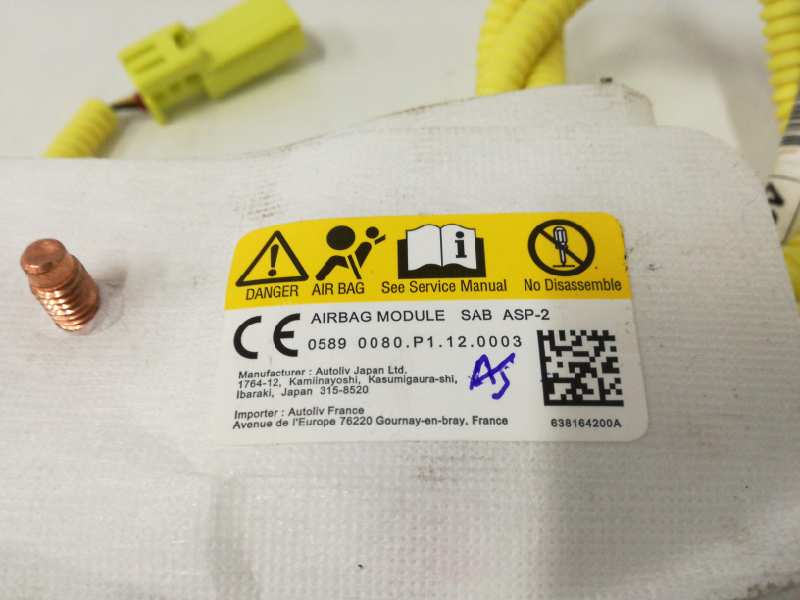 DANGER AIR BAG See Service Manual No Disassemble
AIRBAG MODULE SAB ASP-2
CE 0589 0080.P1.12.0003
Manufacturer : Autoliv Japan Ltd.
1764-12, Kamiinayoshi, Kasumigaura-shi,
Ibaraki, Japan 315-8520
AJ
Importer : Autoliv France
Avenue de l'Europe 76220 Gournay-en-bray, France
638164200A